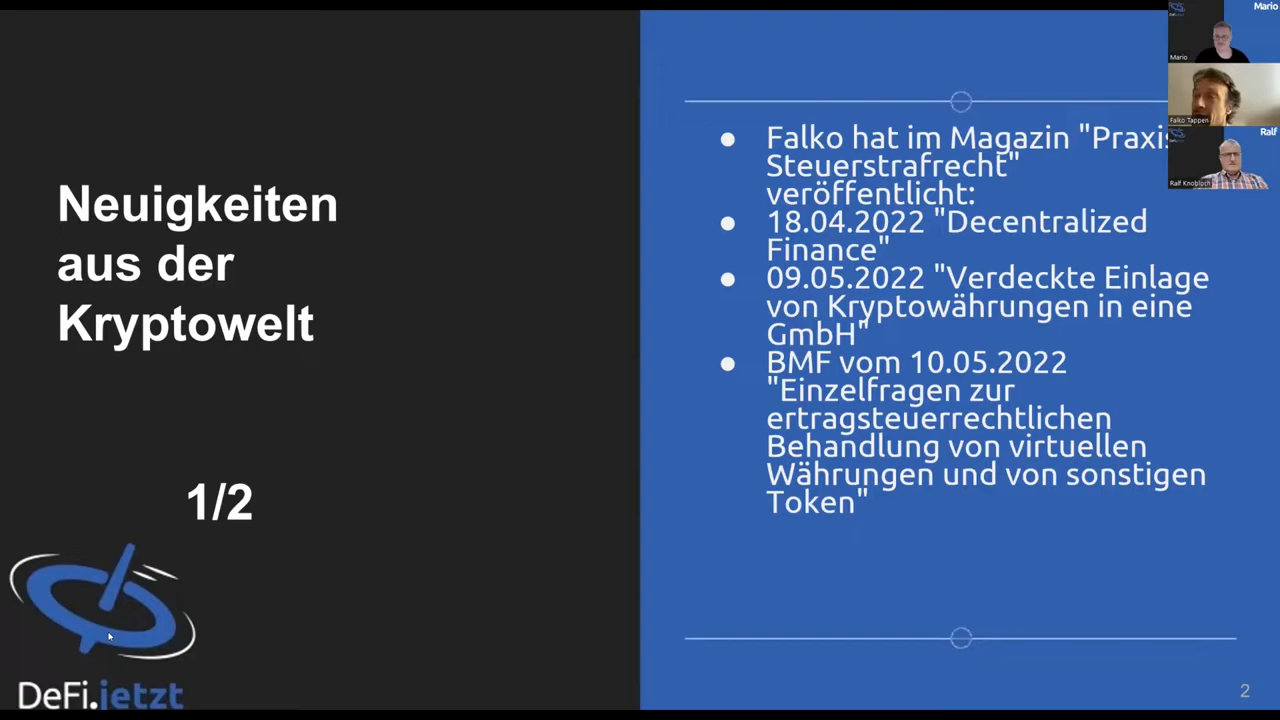 Neuigkeiten
aus der
Kryptowelt
1/2
DeFi.jetzt
Falko hat im Magazin "Praxis
Steuerstrafrecht"
veröffentlicht:
18.04.2022 "Decentralized
Finance"
09.05.2022 "Verdeckte Einlage
von Kryptowährungen in eine
GmbH"
BMF vom 10.05.2022
"Einzelfragen zur
ertragsteuerrechtlichen
Behandlung von virtuellen
Währungen und von sonstigen
Token"
2
Mario
Mario
Falko Tappen
Ralf
Ralf Knobloch